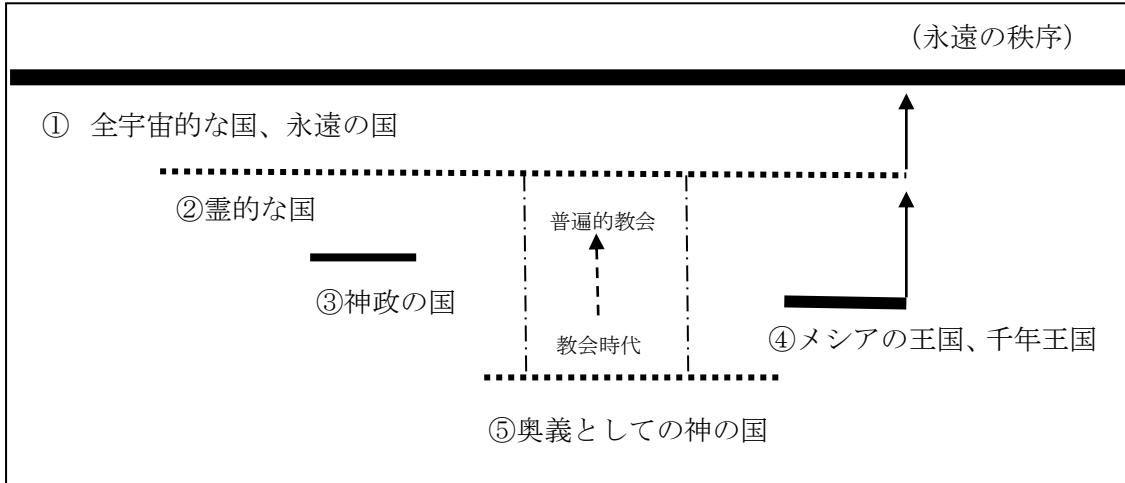 （永遠の秩序）
① 全宇宙的な国、永遠の国
②霊的な国
普遍的教会
③神政の国
教会時代
④メシアの王国、千年王国
⑤奥義としての神の国